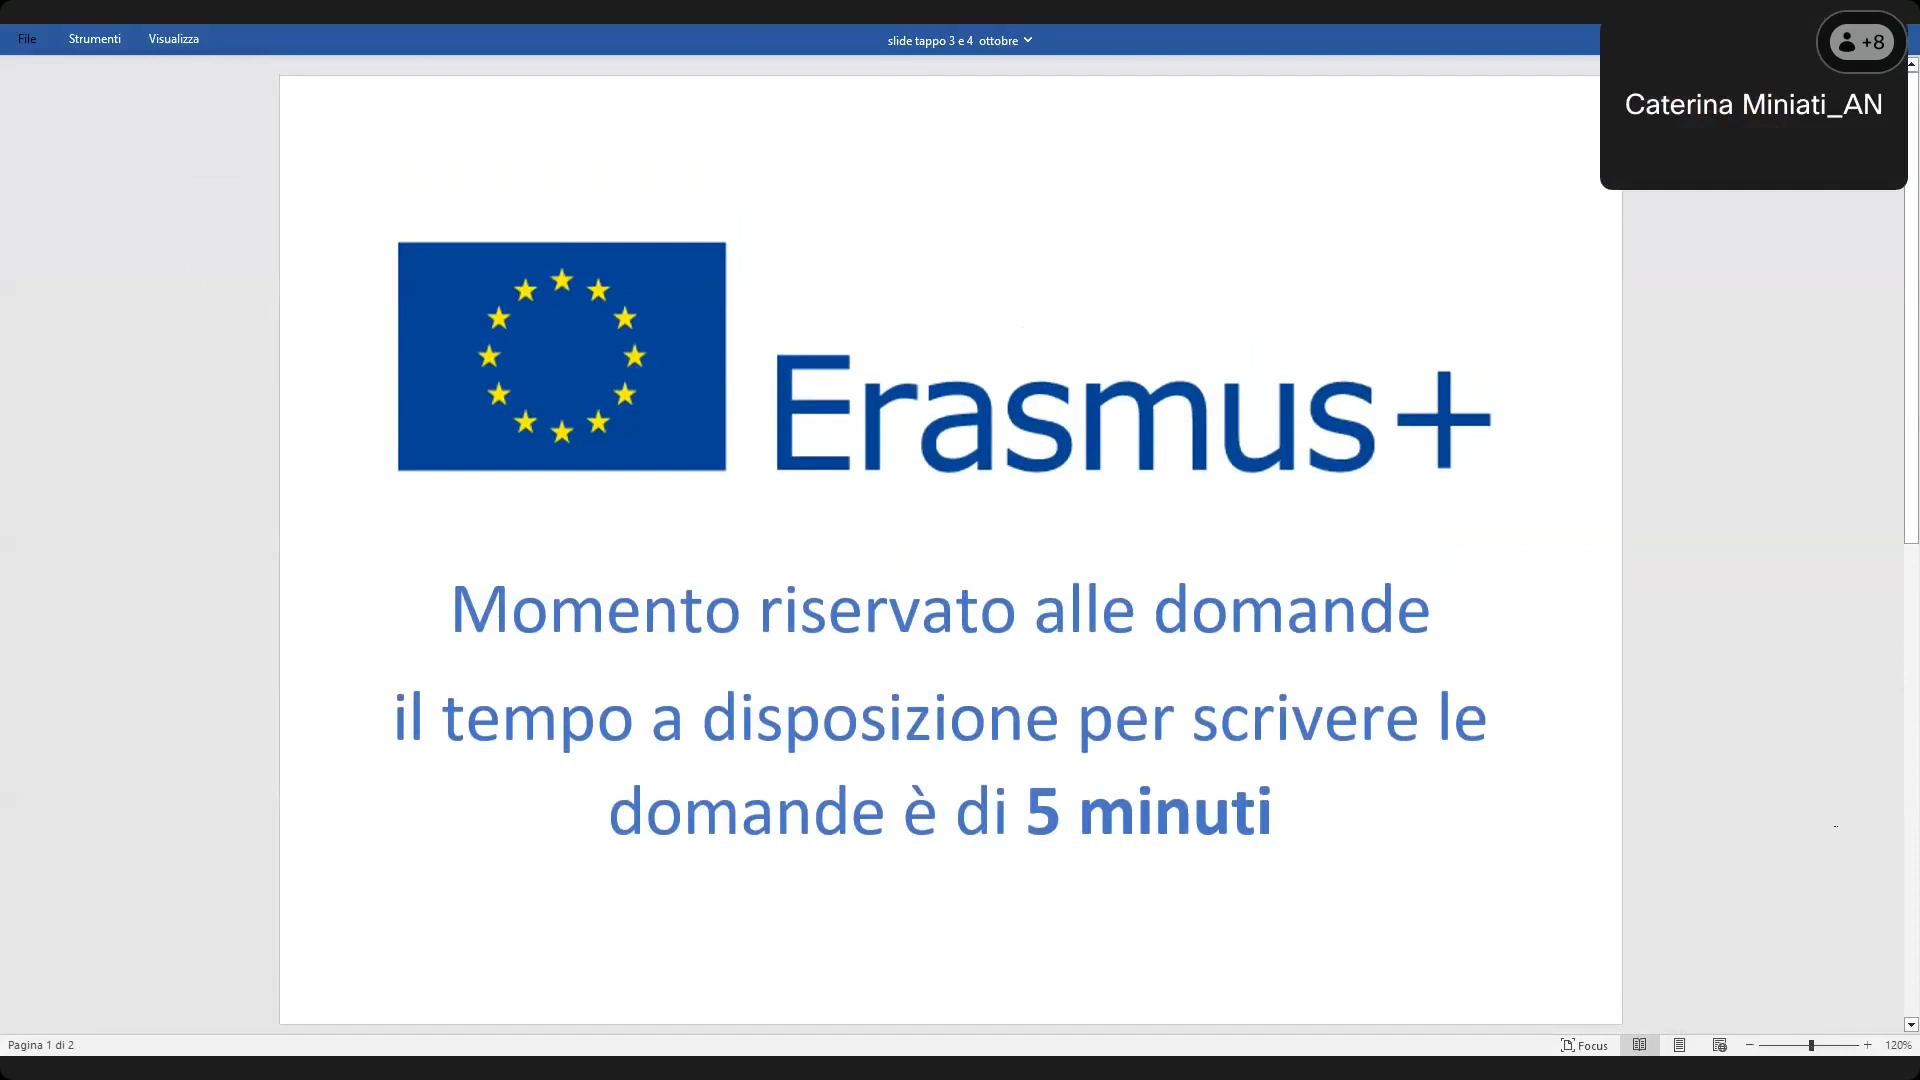 File Strumenti Visualizza slide tappo 3 e 4 ottobre
+8
Caterina Miniati_AN
Erasmus+
Momento riservato alle domande
il tempo a disposizione per scrivere le
domande è di 5 minuti
Pagina 1 di 2 Focus 120%